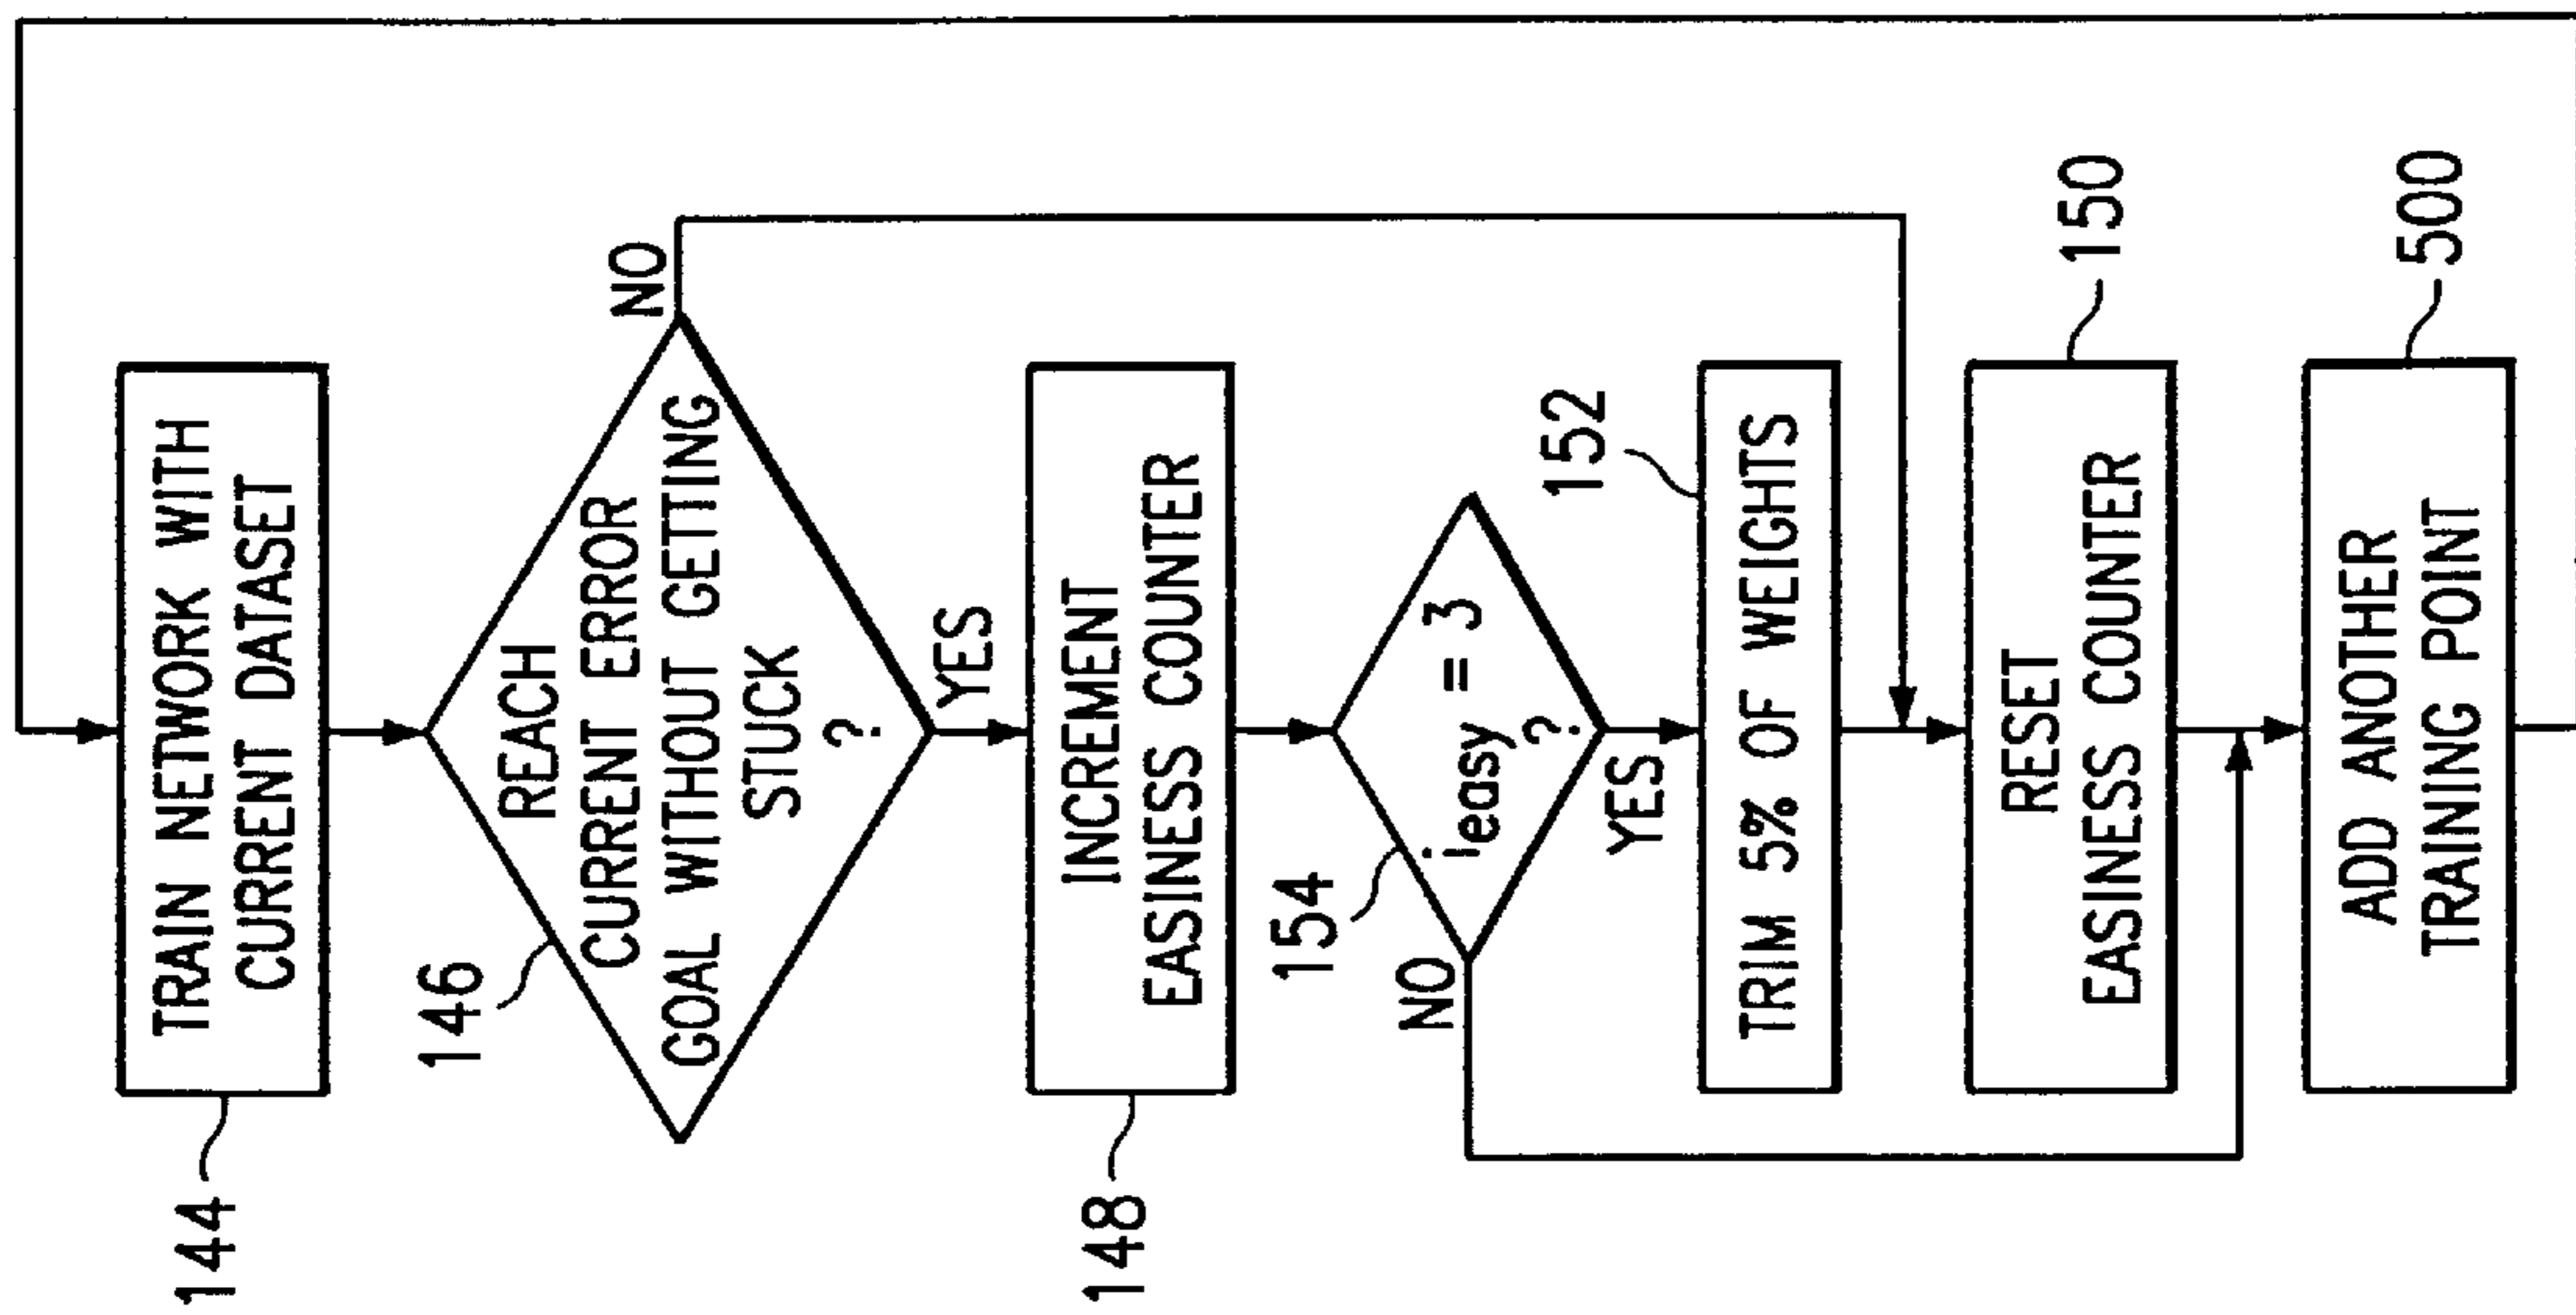 144
TRAIN NETWORK WITH
CURRENT DATASET
146
REACH
CURRENT ERROR
GOAL WITHOUT GETTING
STUCK
?
NO
YES
148
INCREMENT
EASINESS COUNTER
154
i_easy = 3
?
NO
YES
152
TRIM 5% OF WEIGHTS
150
RESET
EASINESS COUNTER
500
ADD ANOTHER
TRAINING POINT